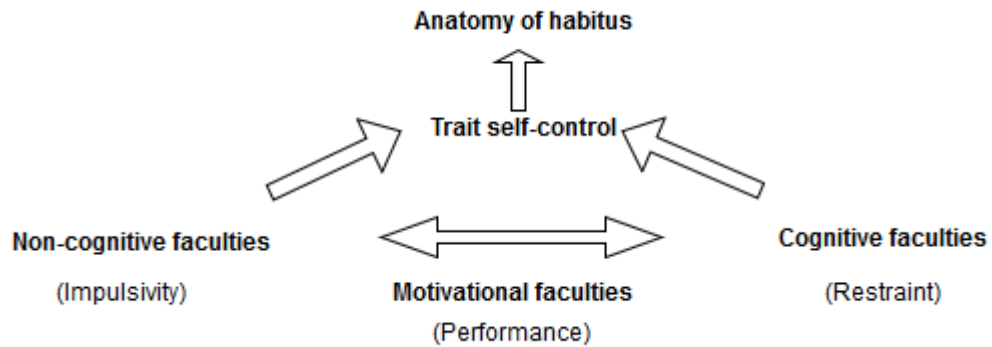 Anatomy of habitus
Trait self-control
Non-cognitive faculties
(Impulsivity)
Motivational faculties
(Performance)
Cognitive faculties
(Restraint)